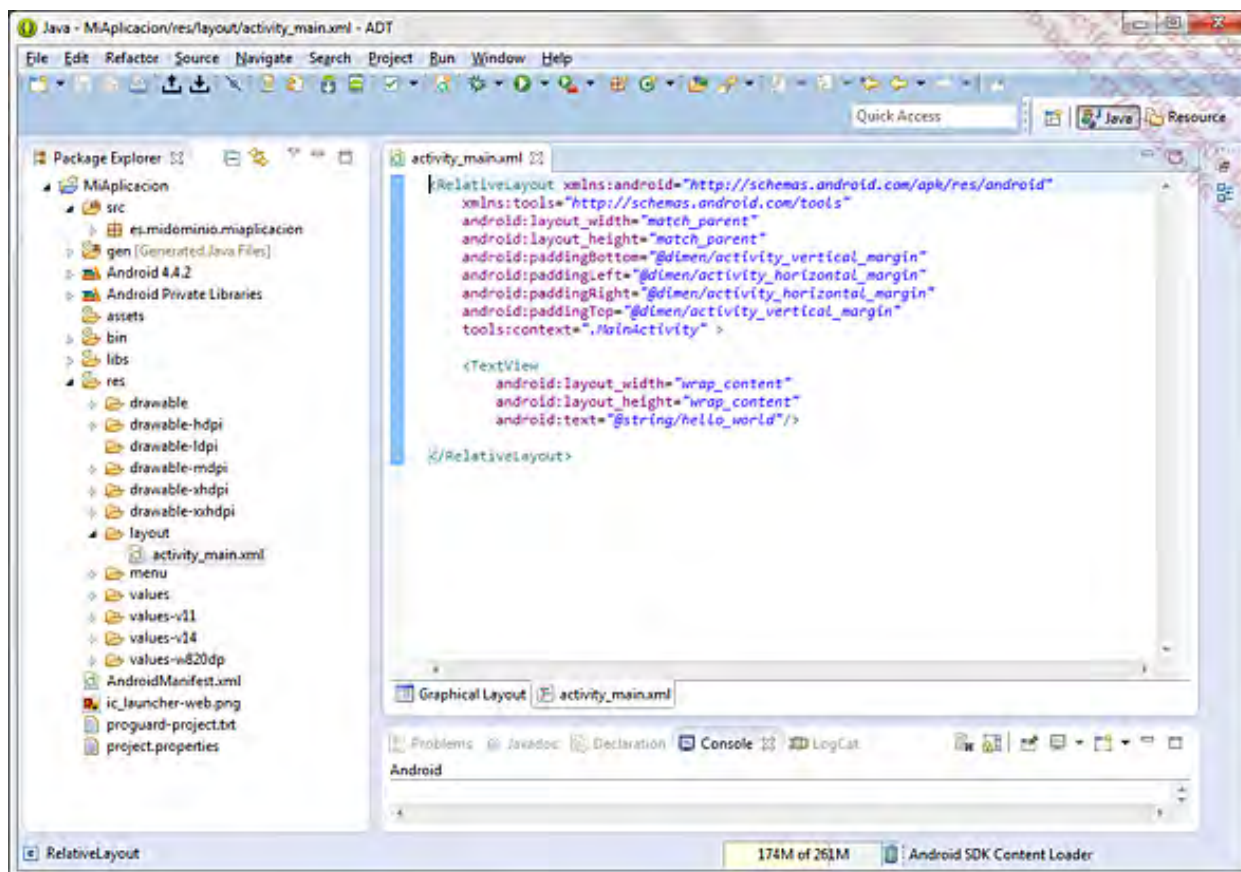 Java - MiAplicacion/res/layout/activity_main.xml - ADT
File Edit Refactor Source Navigate Search Project Run Window Help
Quick Access
Java
Resource
Package Explorer
MiAplicacion
src
es.midominio.miaplicacion
gen [Generated Java Files]
Android 4.4.2
Android Private Libraries
assets
bin
libs
res
drawable
drawable-hdpi
drawable-ldpi
drawable-mdpi
drawable-xhdpi
drawable-xxhdpi
layout
activity_main.xml
menu
values
values-v11
values-v14
values-w820dp
AndroidManifest.xml
ic_launcher-web.png
proguard-project.txt
project.properties
activity_main.xml
<RelativeLayout xmlns:android="http://schemas.android.com/apk/res/android"
xmlns:tools="http://schemas.android.com/tools"
android:layout_width="match_parent"
android:layout_height="match_parent"
android:paddingBottom="@dimen/activity_vertical_margin"
android:paddingLeft="@dimen/activity_horizontal_margin"
android:paddingRight="@dimen/activity_horizontal_margin"
android:paddingTop="@dimen/activity_vertical_margin"
tools:context=".MainActivity" >
<TextView
android:layout_width="wrap_content"
android:layout_height="wrap_content"
android:text="@string/hello_world"/>
</RelativeLayout>
Graphical Layout activity_main.xml
Problems Javadoc Declaration Console LogCat
Android
RelativeLayout
174M of 261M
Android SDK Content Loader